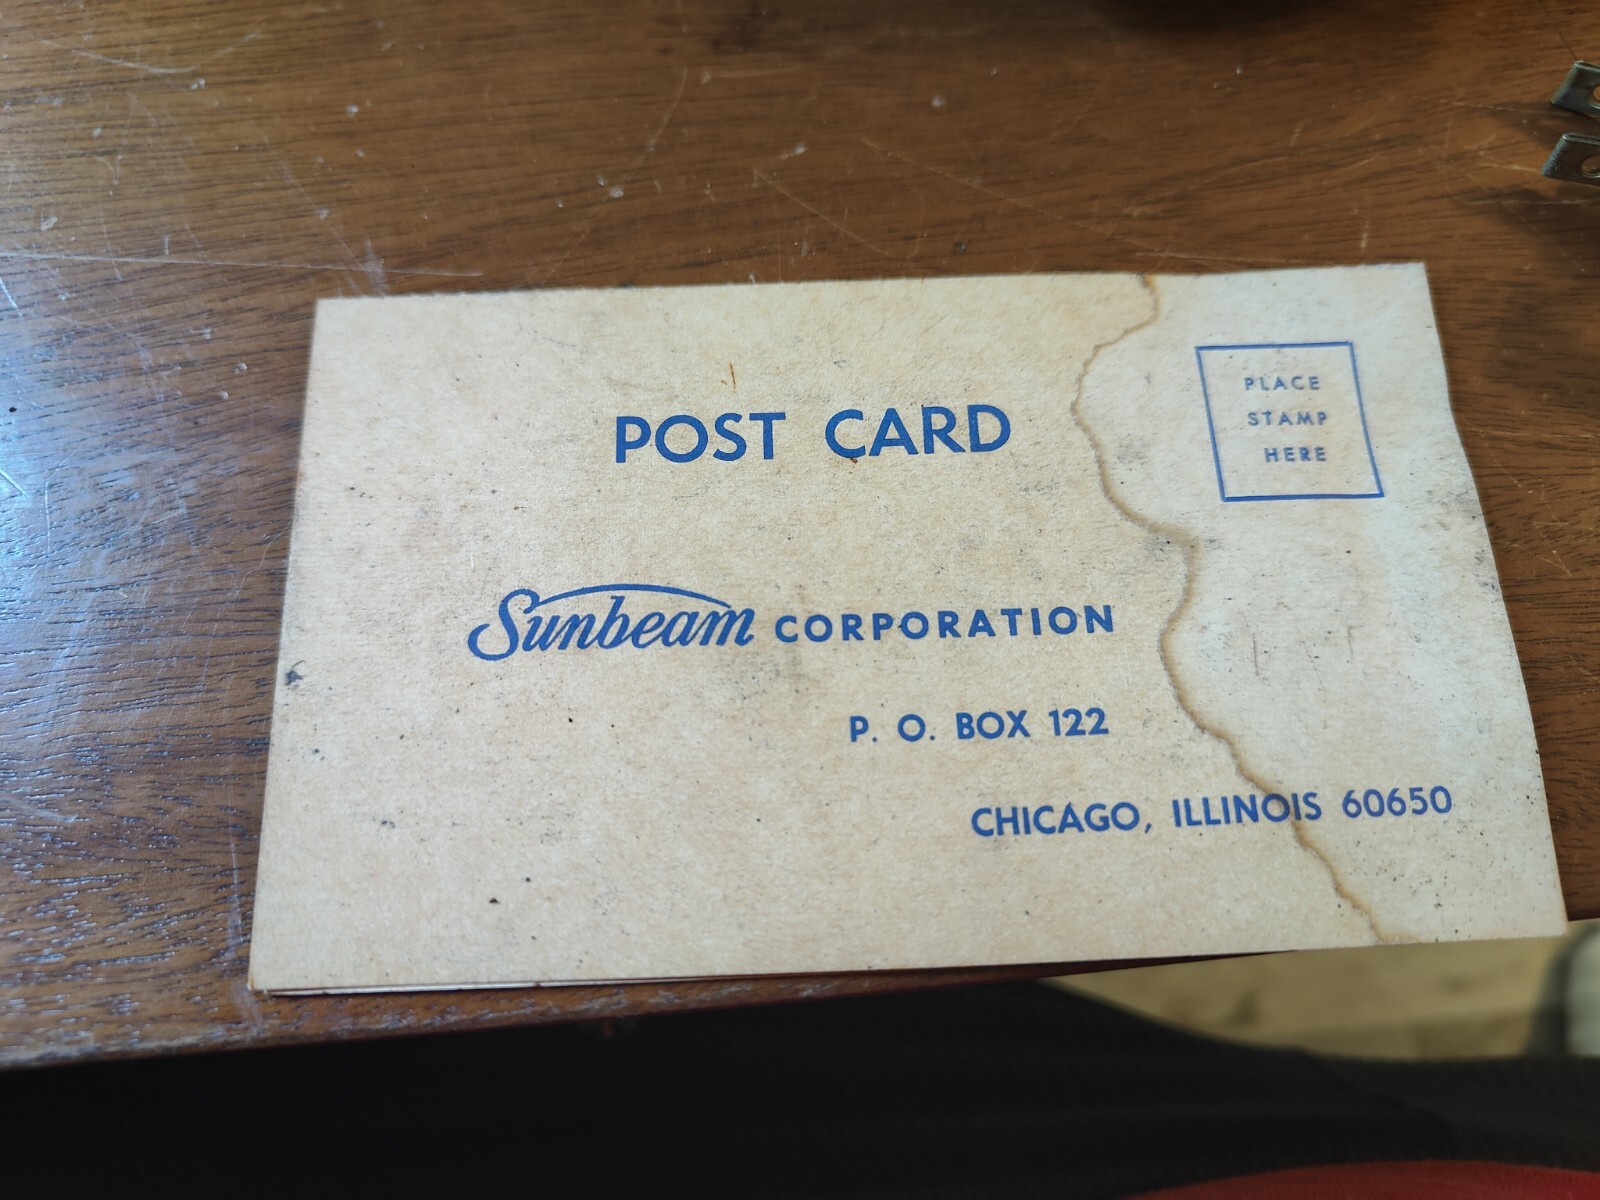 POST CARD
PLACE
STAMP
HERE
Sunbeam CORPORATION
P. O. BOX 122
CHICAGO, ILLINOIS 60650